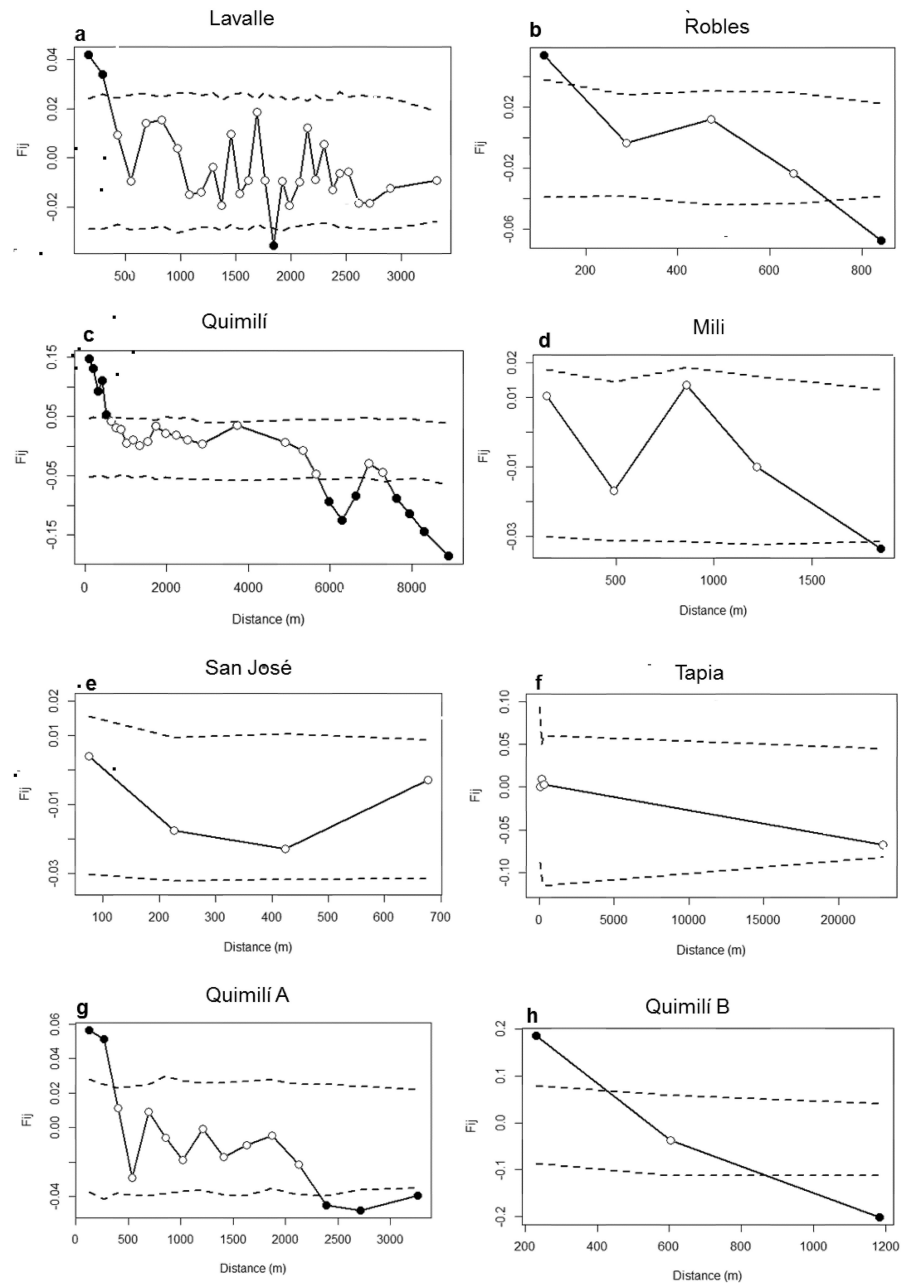 Lavalle
a
Fij
0.04
0.02
0.00
-0.02
500 1000 1500 2000 2500 3000
Robles
b
Fij
0.02
-0.02
-0.06
200 400 600 800
Quimilí
c
Fij
0.15
0.05
-0.05
-0.15
0 2000 4000 6000 8000
Distance (m)
Mili
d
Fij
0.02
0.01
-0.01
-0.03
500 1000 1500
Distance (m)
San José
e
Fij
0.02
0.01
-0.01
-0.03
100 200 300 400 500 600 700
Distance (m)
Tapia
f
Fij
0.10
0.05
0.00
-0.05
-0.10
0 5000 10000 15000 20000
Distance (m)
Quimilí A
g
Fij
0.06
0.02
0.00
-0.04
0 500 1000 1500 2000 2500 3000
Distance (m)
Quimilí B
h
Fij
0.2
0.1
0.0
-0.1
-0.2
200 400 600 800 1000 1200
Distance (m)